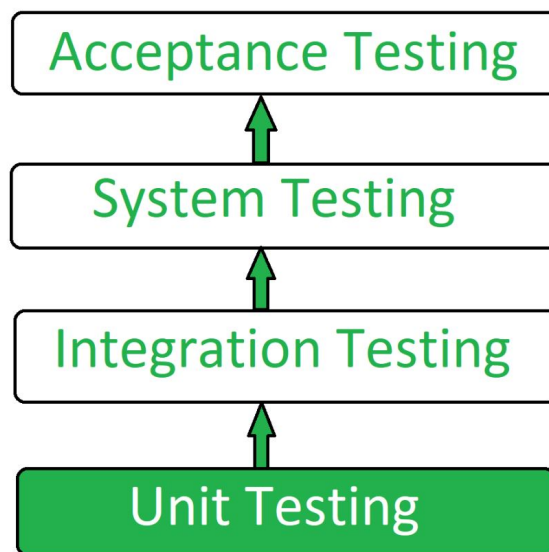 Acceptance Testing
System Testing
Integration Testing
Unit Testing